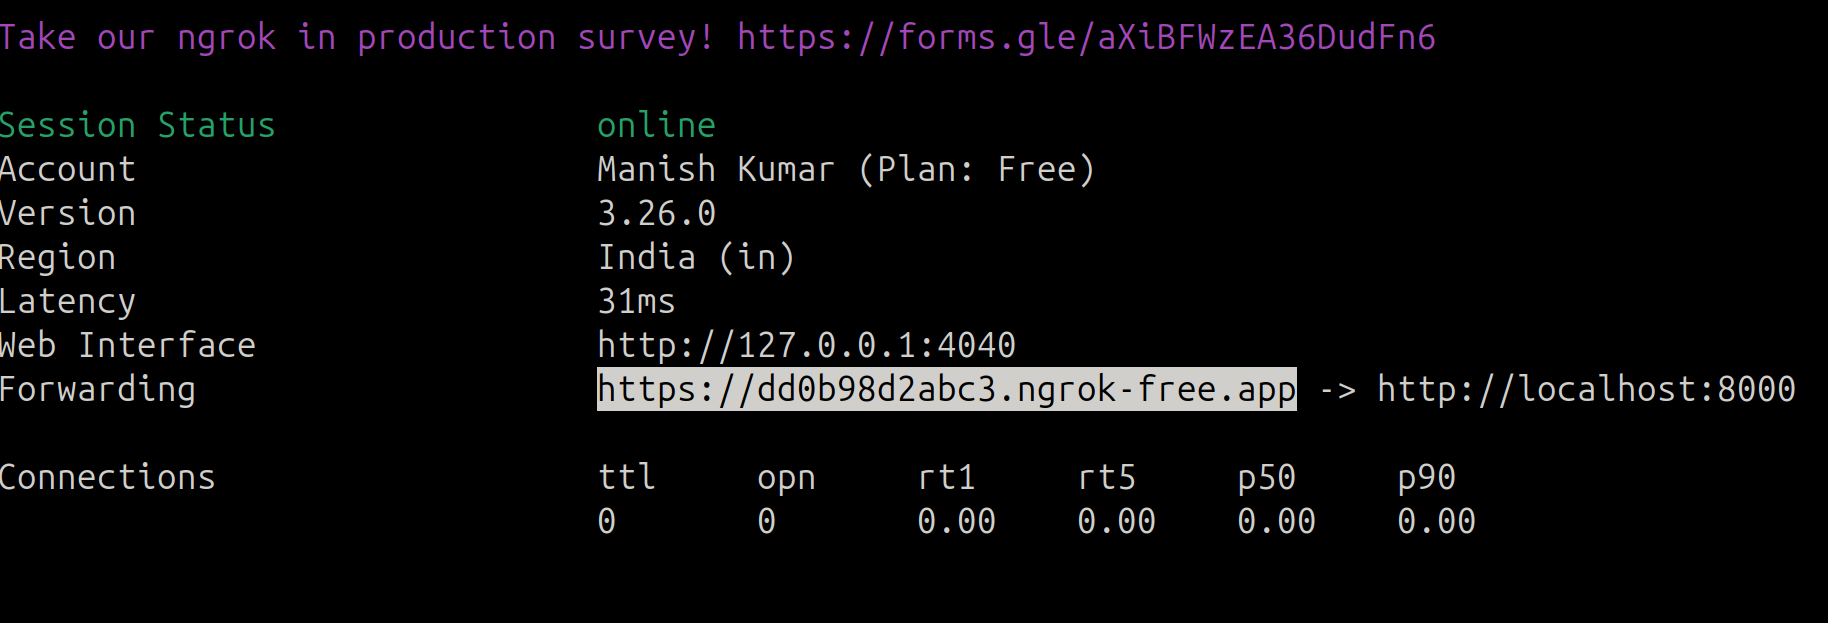 Take our ngrok in production survey! https://forms.gle/aXiBFWzEA36DudFn6
Session Status online
Account Manish Kumar (Plan: Free)
Version 3.26.0
Region India (in)
Latency 31ms
Web Interface http://127.0.0.1:4040
Forwarding https://dd0b98d2abc3.ngrok-free.app -> http://localhost:8000
Connections ttl opn rt1 rt5 p50 p90
0 0 0.00 0.00 0.00 0.00